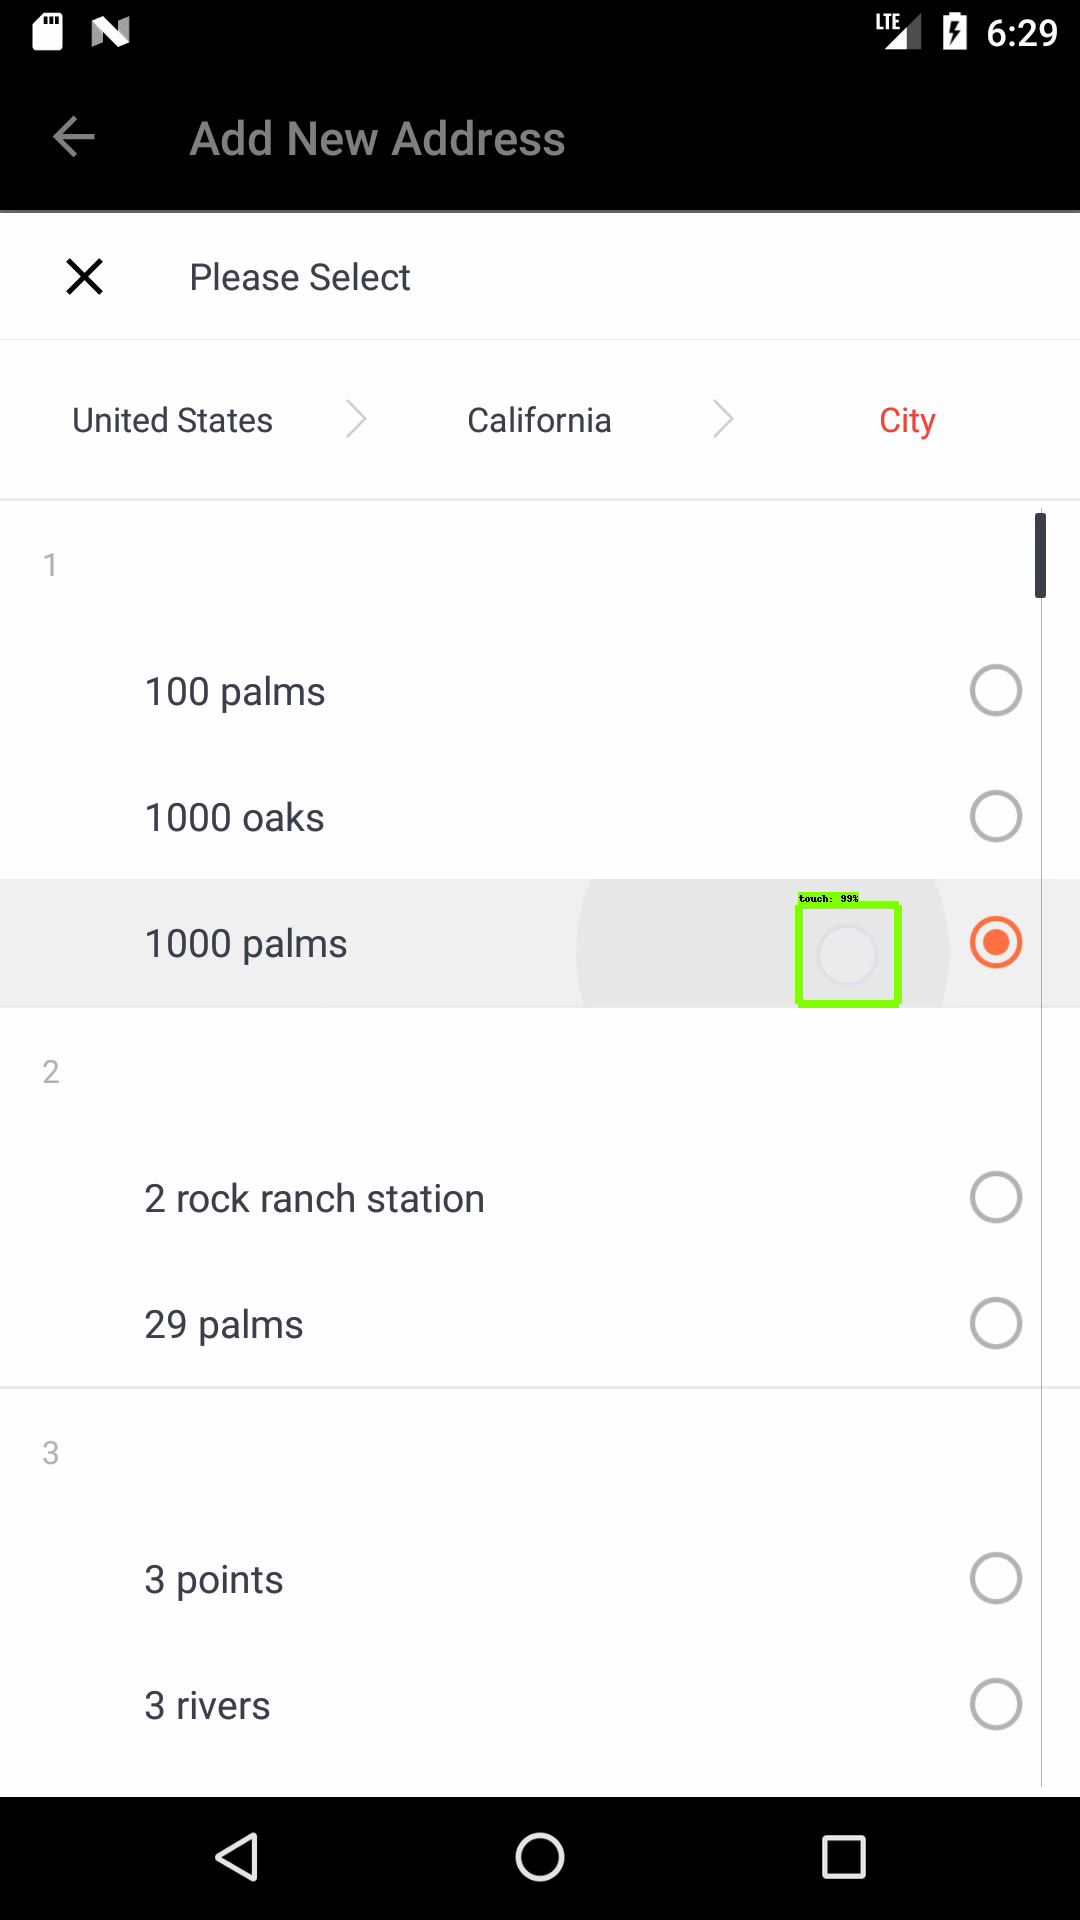 LTE 6:29
Add New Address
Please Select
United States California City
1
100 palms
1000 oaks
touch: 99%
1000 palms
2
2 rock ranch station
29 palms
3
3 points
3 rivers